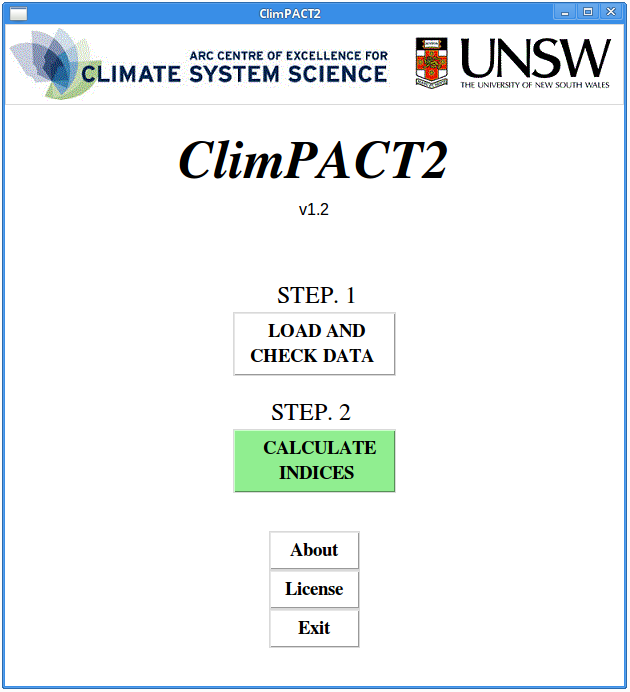 ClimPACT2
ARC CENTRE OF EXCELLENCE FOR
CLIMATE SYSTEM SCIENCE
UNSW
THE UNIVERSITY OF NEW SOUTH WALES
ClimPACT2
v1.2
STEP. 1
LOAD AND
CHECK DATA
STEP. 2
CALCULATE
INDICES
About
License
Exit